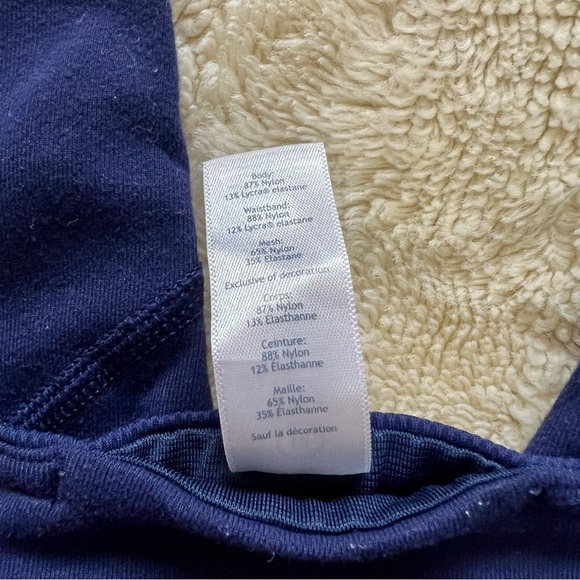 Body:
87% Nylon
13% Lycra® elastane
Waistband:
88% Nylon
12% Lycra® elastane
Mesh:
65% Nylon
35% Elastane
Exclusive of decoration
Corps:
87% Nylon
13% Élasthanne
Ceinture:
88% Nylon
12% Élasthanne
Maille:
65% Nylon
35% Élasthanne
Sauf la décoration